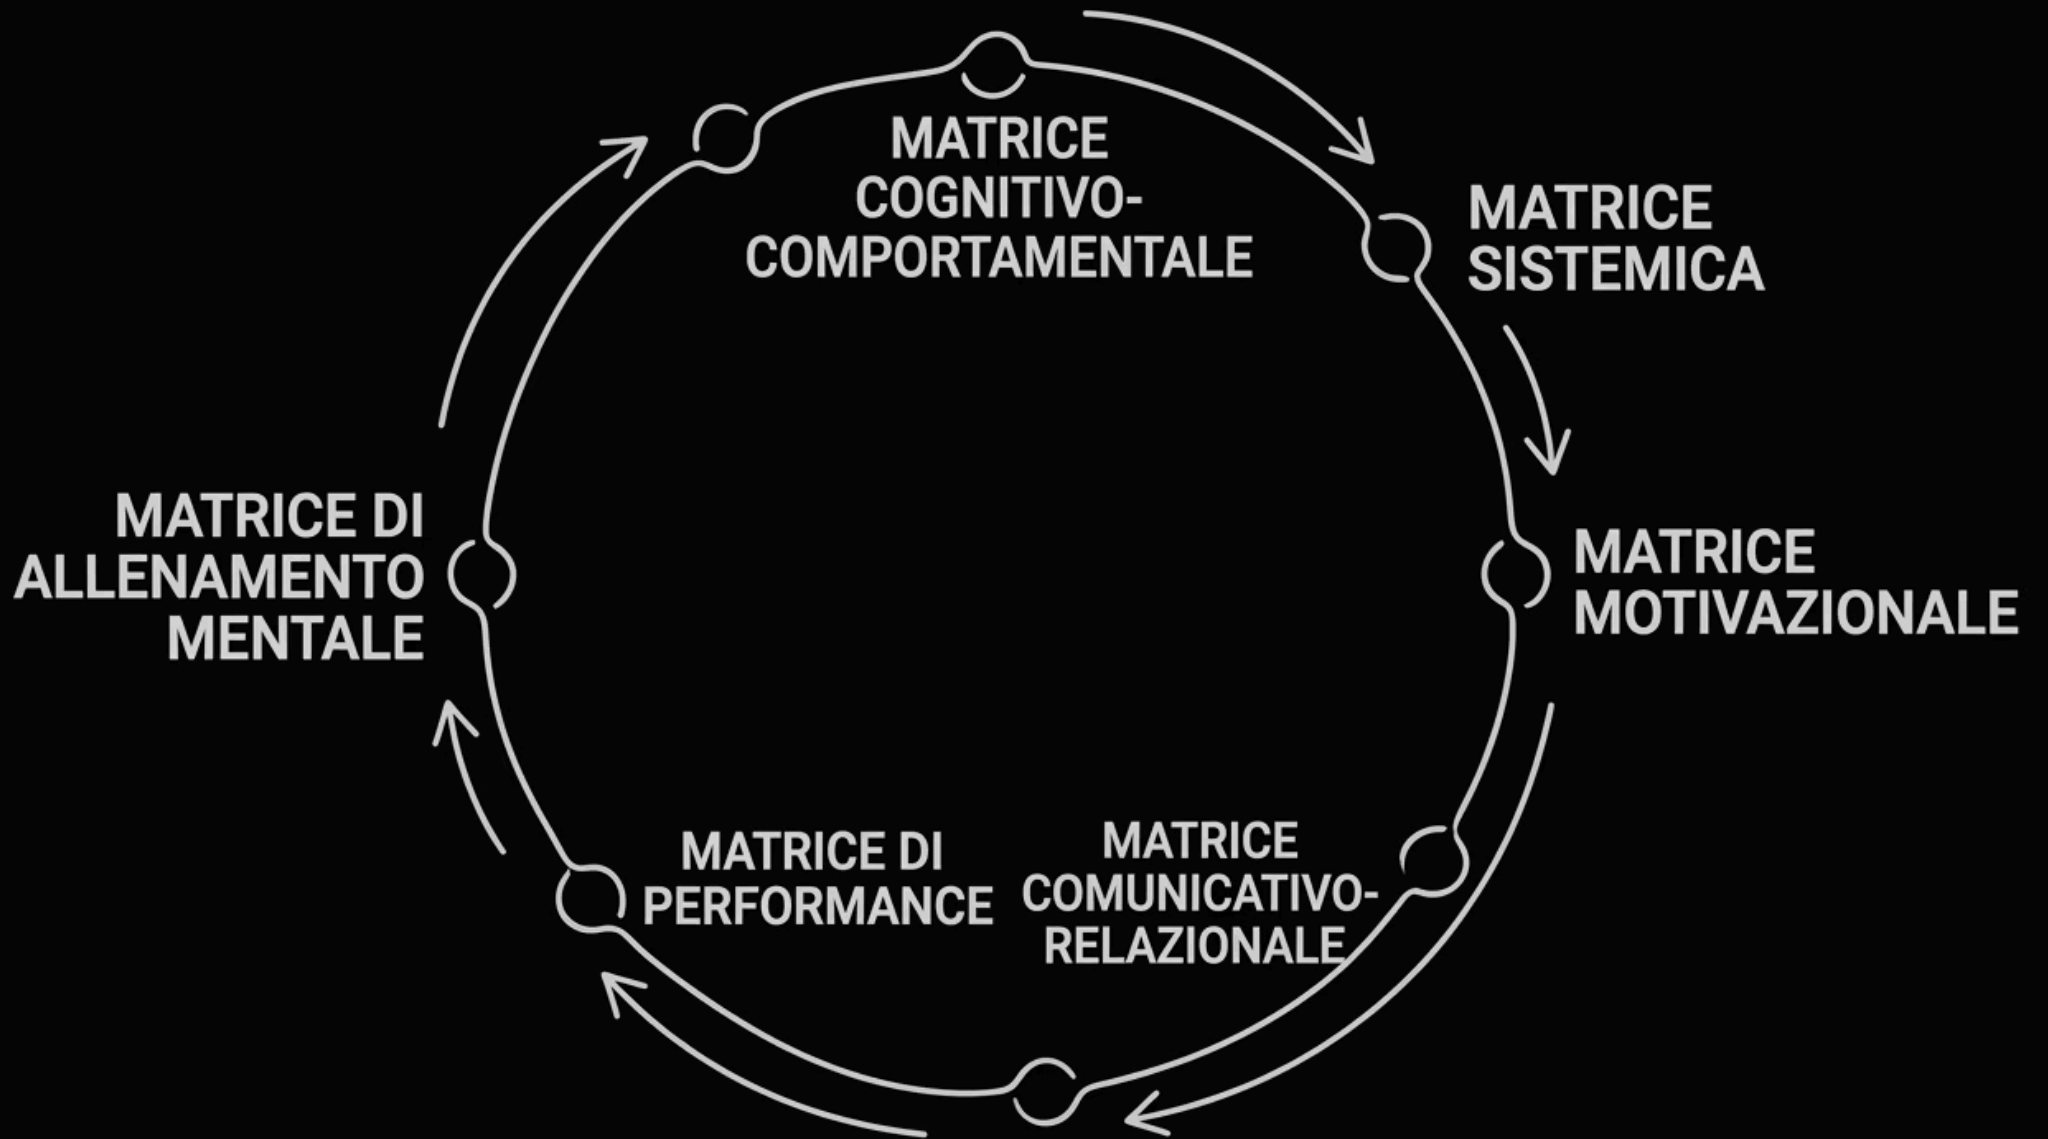 MATRICE
COGNITIVO-
COMPORTAMENTALE
MATRICE
SISTEMICA
MATRICE
MOTIVAZIONALE
MATRICE
COMUNICATIVO-
RELAZIONALE
MATRICE DI
PERFORMANCE
MATRICE DI
ALLENAMENTO
MENTALE